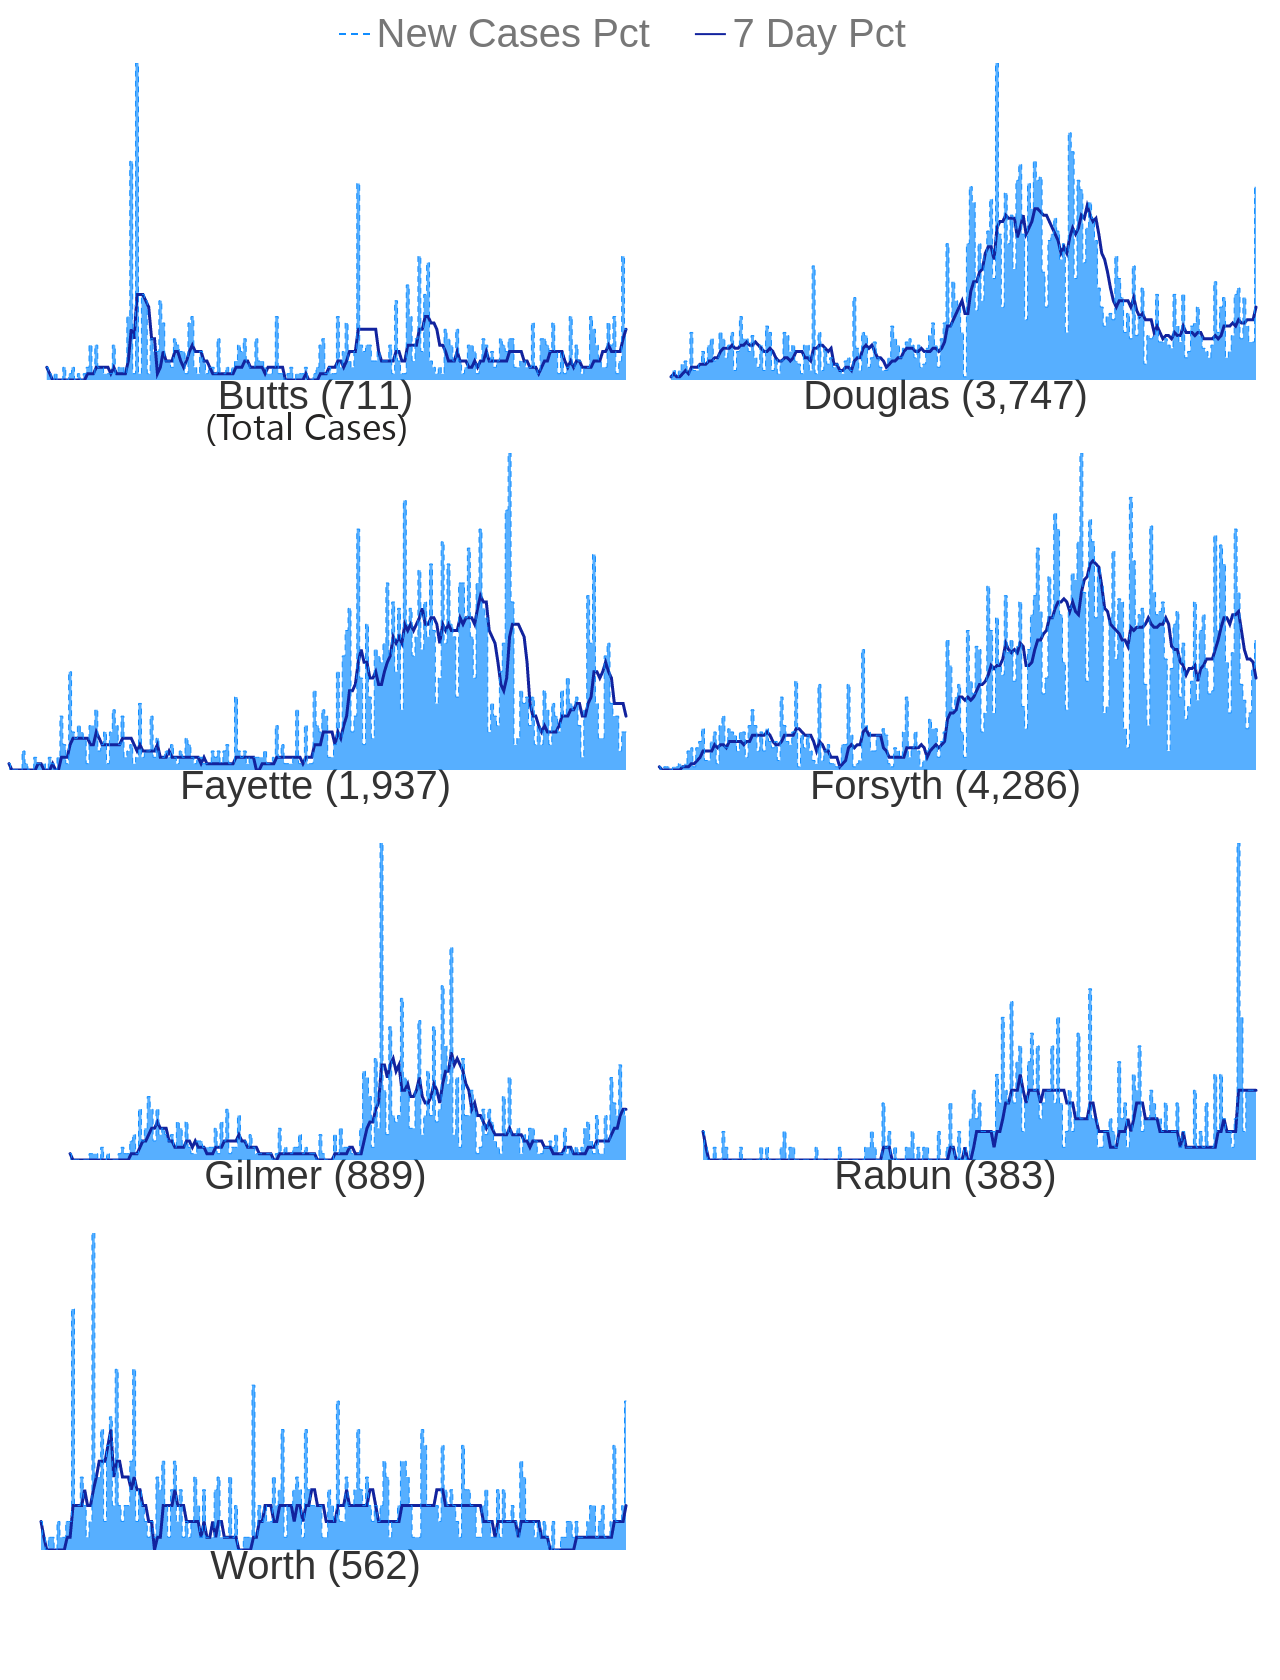 New Cases Pct 7 Day Pct
Butts (711) Douglas (3,747)
(Total Cases)
Fayette (1,937) Forsyth (4,286)
Gilmer (889) Rabun (383)
Worth (562)